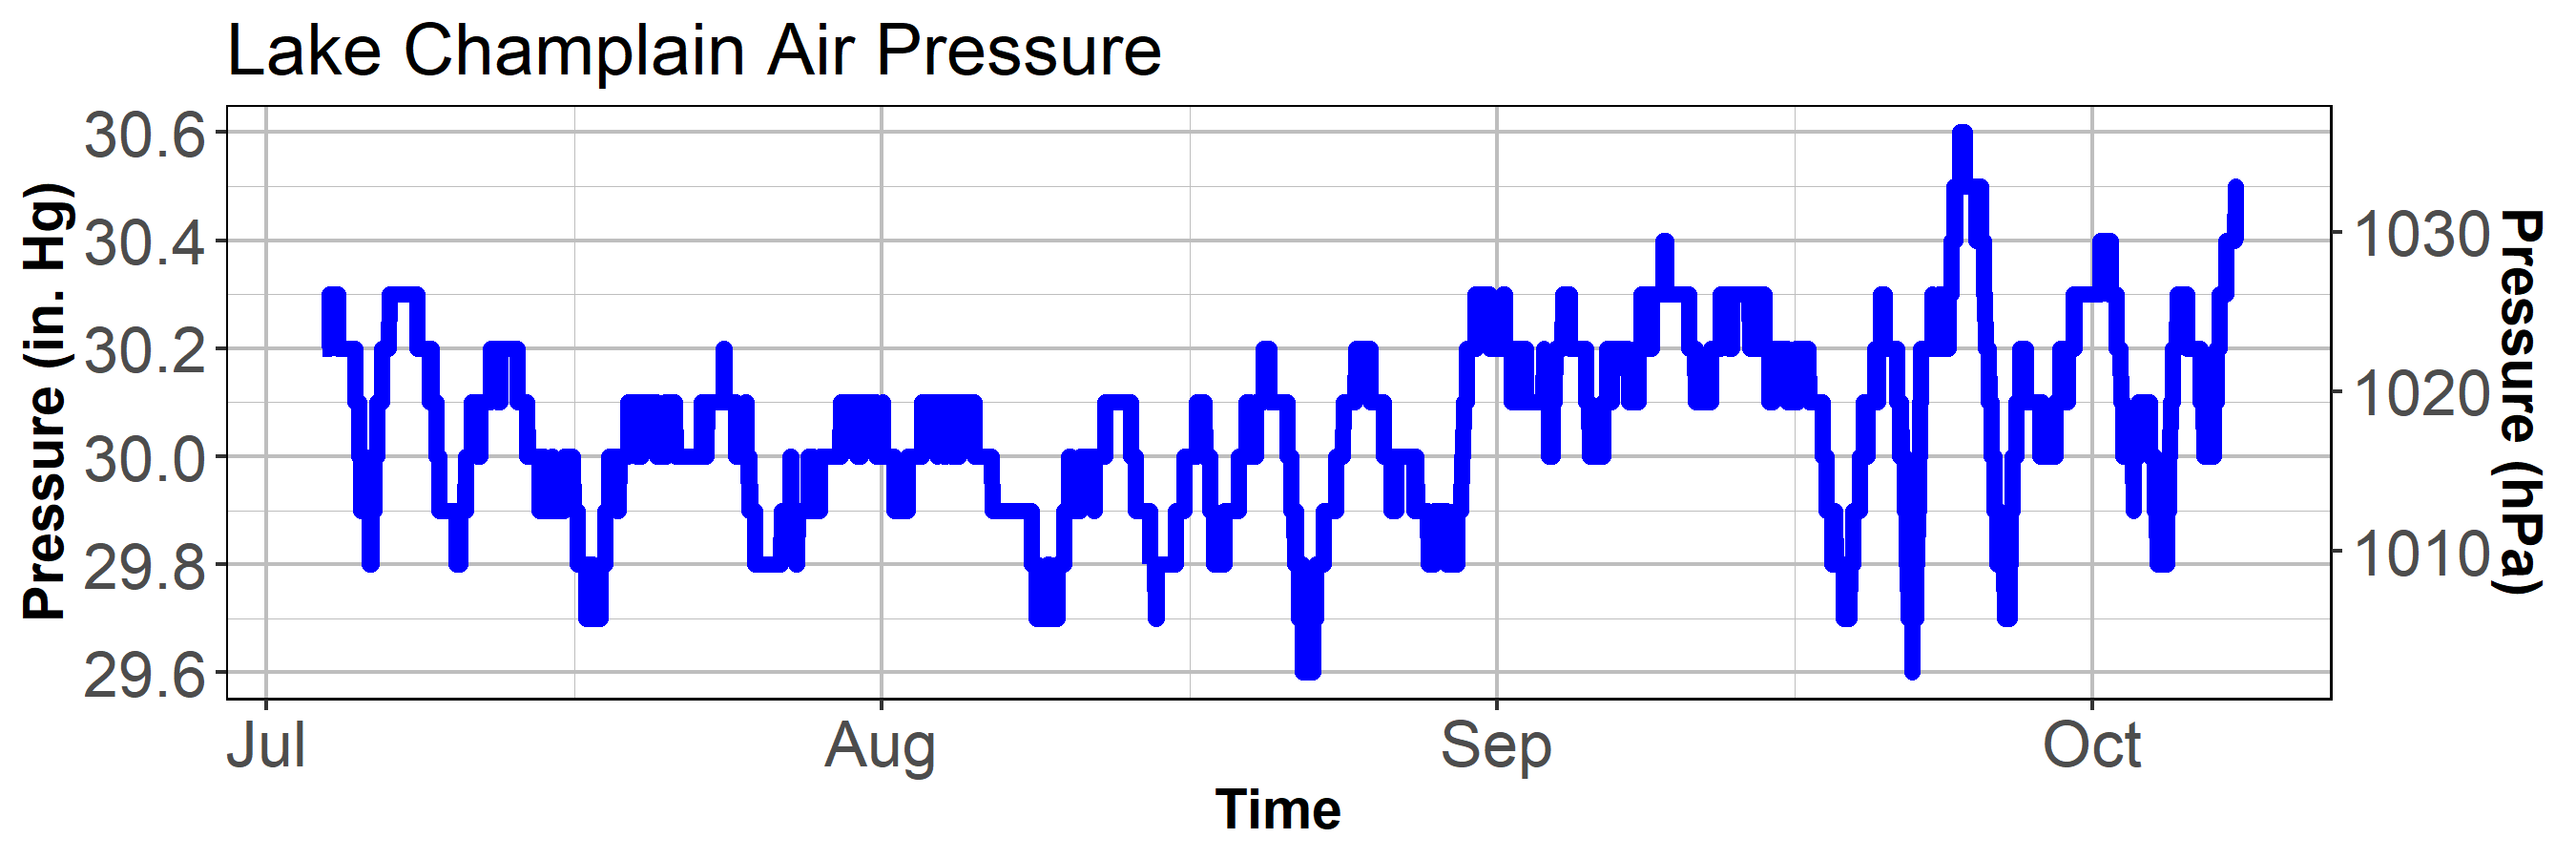 Lake Champlain Air Pressure
Pressure (in. Hg)
30.6
30.4
30.2
30.0
29.8
29.6
1030
1020
1010
Pressure (hPa)
Jul Aug Sep Oct
Time